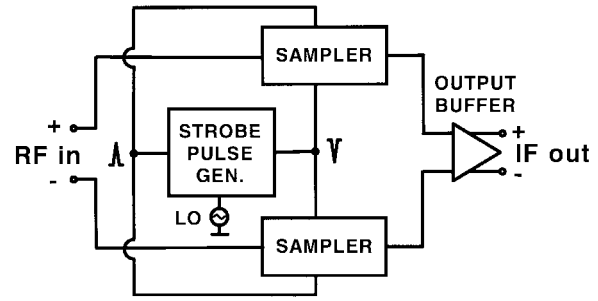 SAMPLER
OUTPUT
BUFFER
STROBE
PULSE
GEN.
+
RF in
-
+
IF out
-
LO
SAMPLER